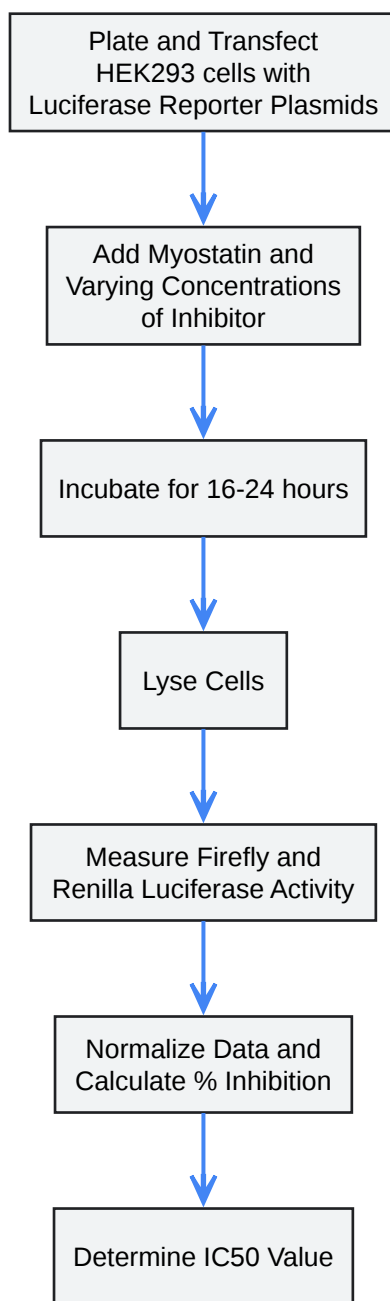 Plate and Transfect
HEK293 cells with
Luciferase Reporter Plasmids
Add Myostatin and
Varying Concentrations
of Inhibitor
Incubate for 16-24 hours
Lyse Cells
Measure Firefly and
Renilla Luciferase Activity
Normalize Data and
Calculate % Inhibition
Determine IC50 Value